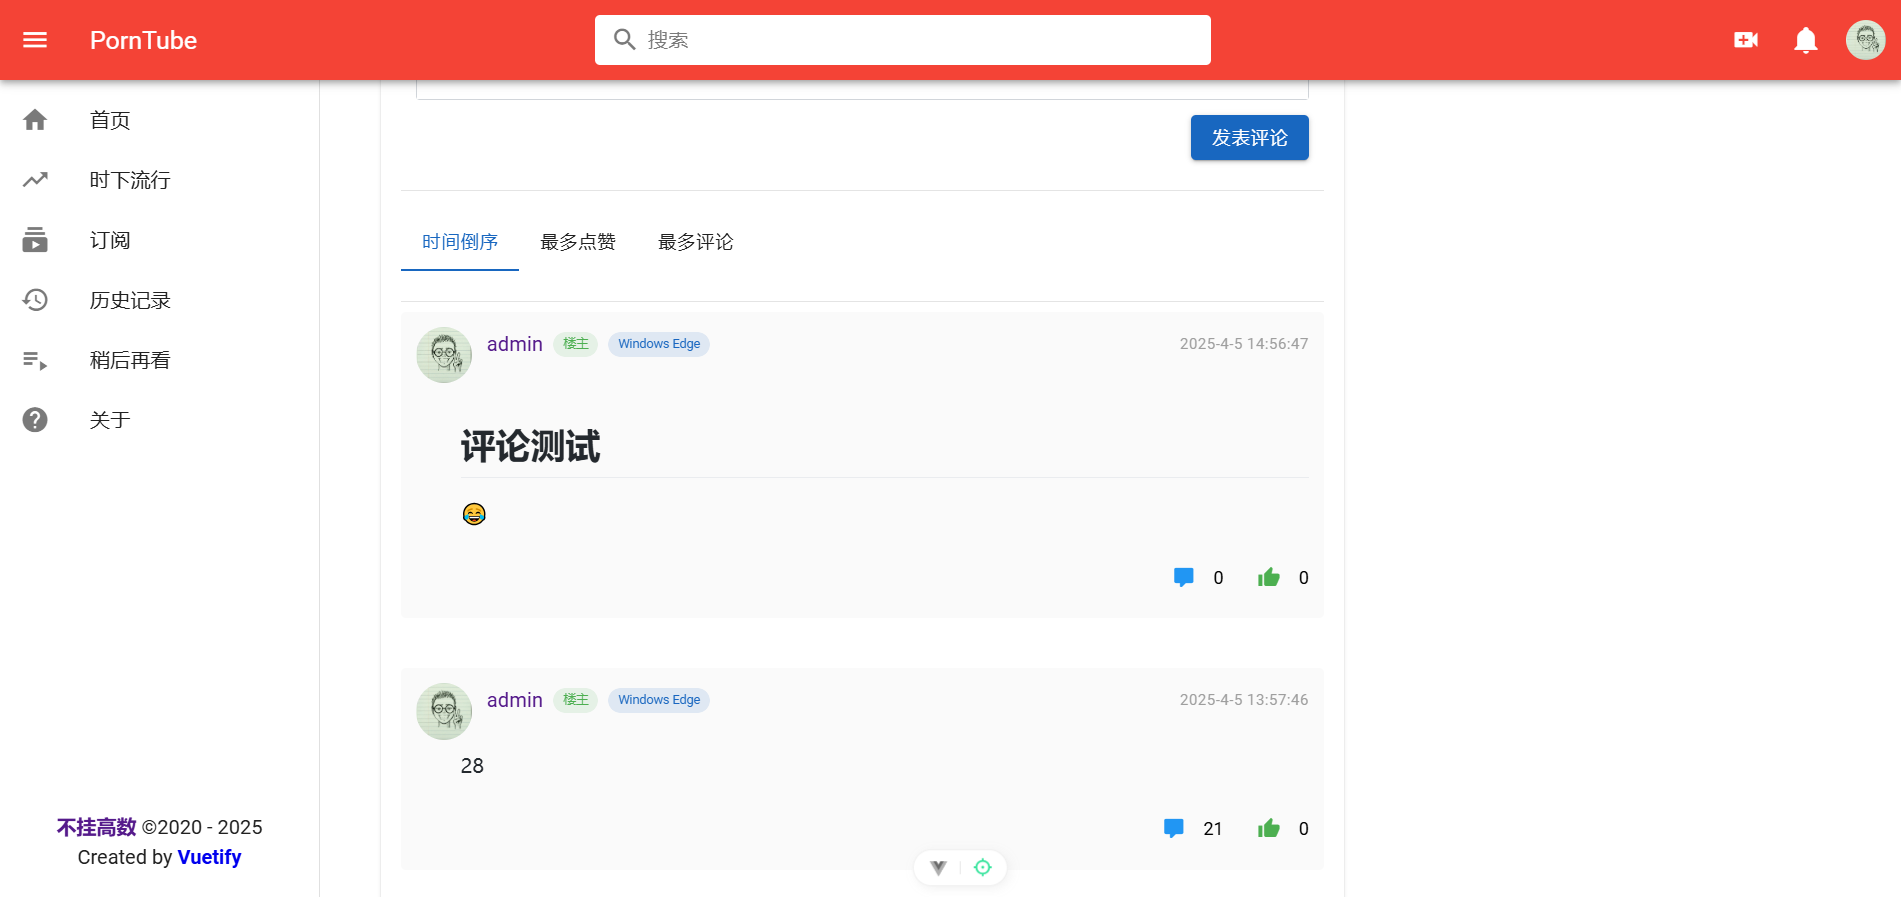 PornTube
搜索
首页
时下流行
订阅
历史记录
稍后再看
关于
不挂高数 ©2020 - 2025
Created by Vuetify
发表评论
时间倒序 最多点赞 最多评论
admin 楼主 Windows Edge 2025-4-5 14:56:47
评论测试
😂
0 0
admin 楼主 Windows Edge 2025-4-5 13:57:46
28
21 0